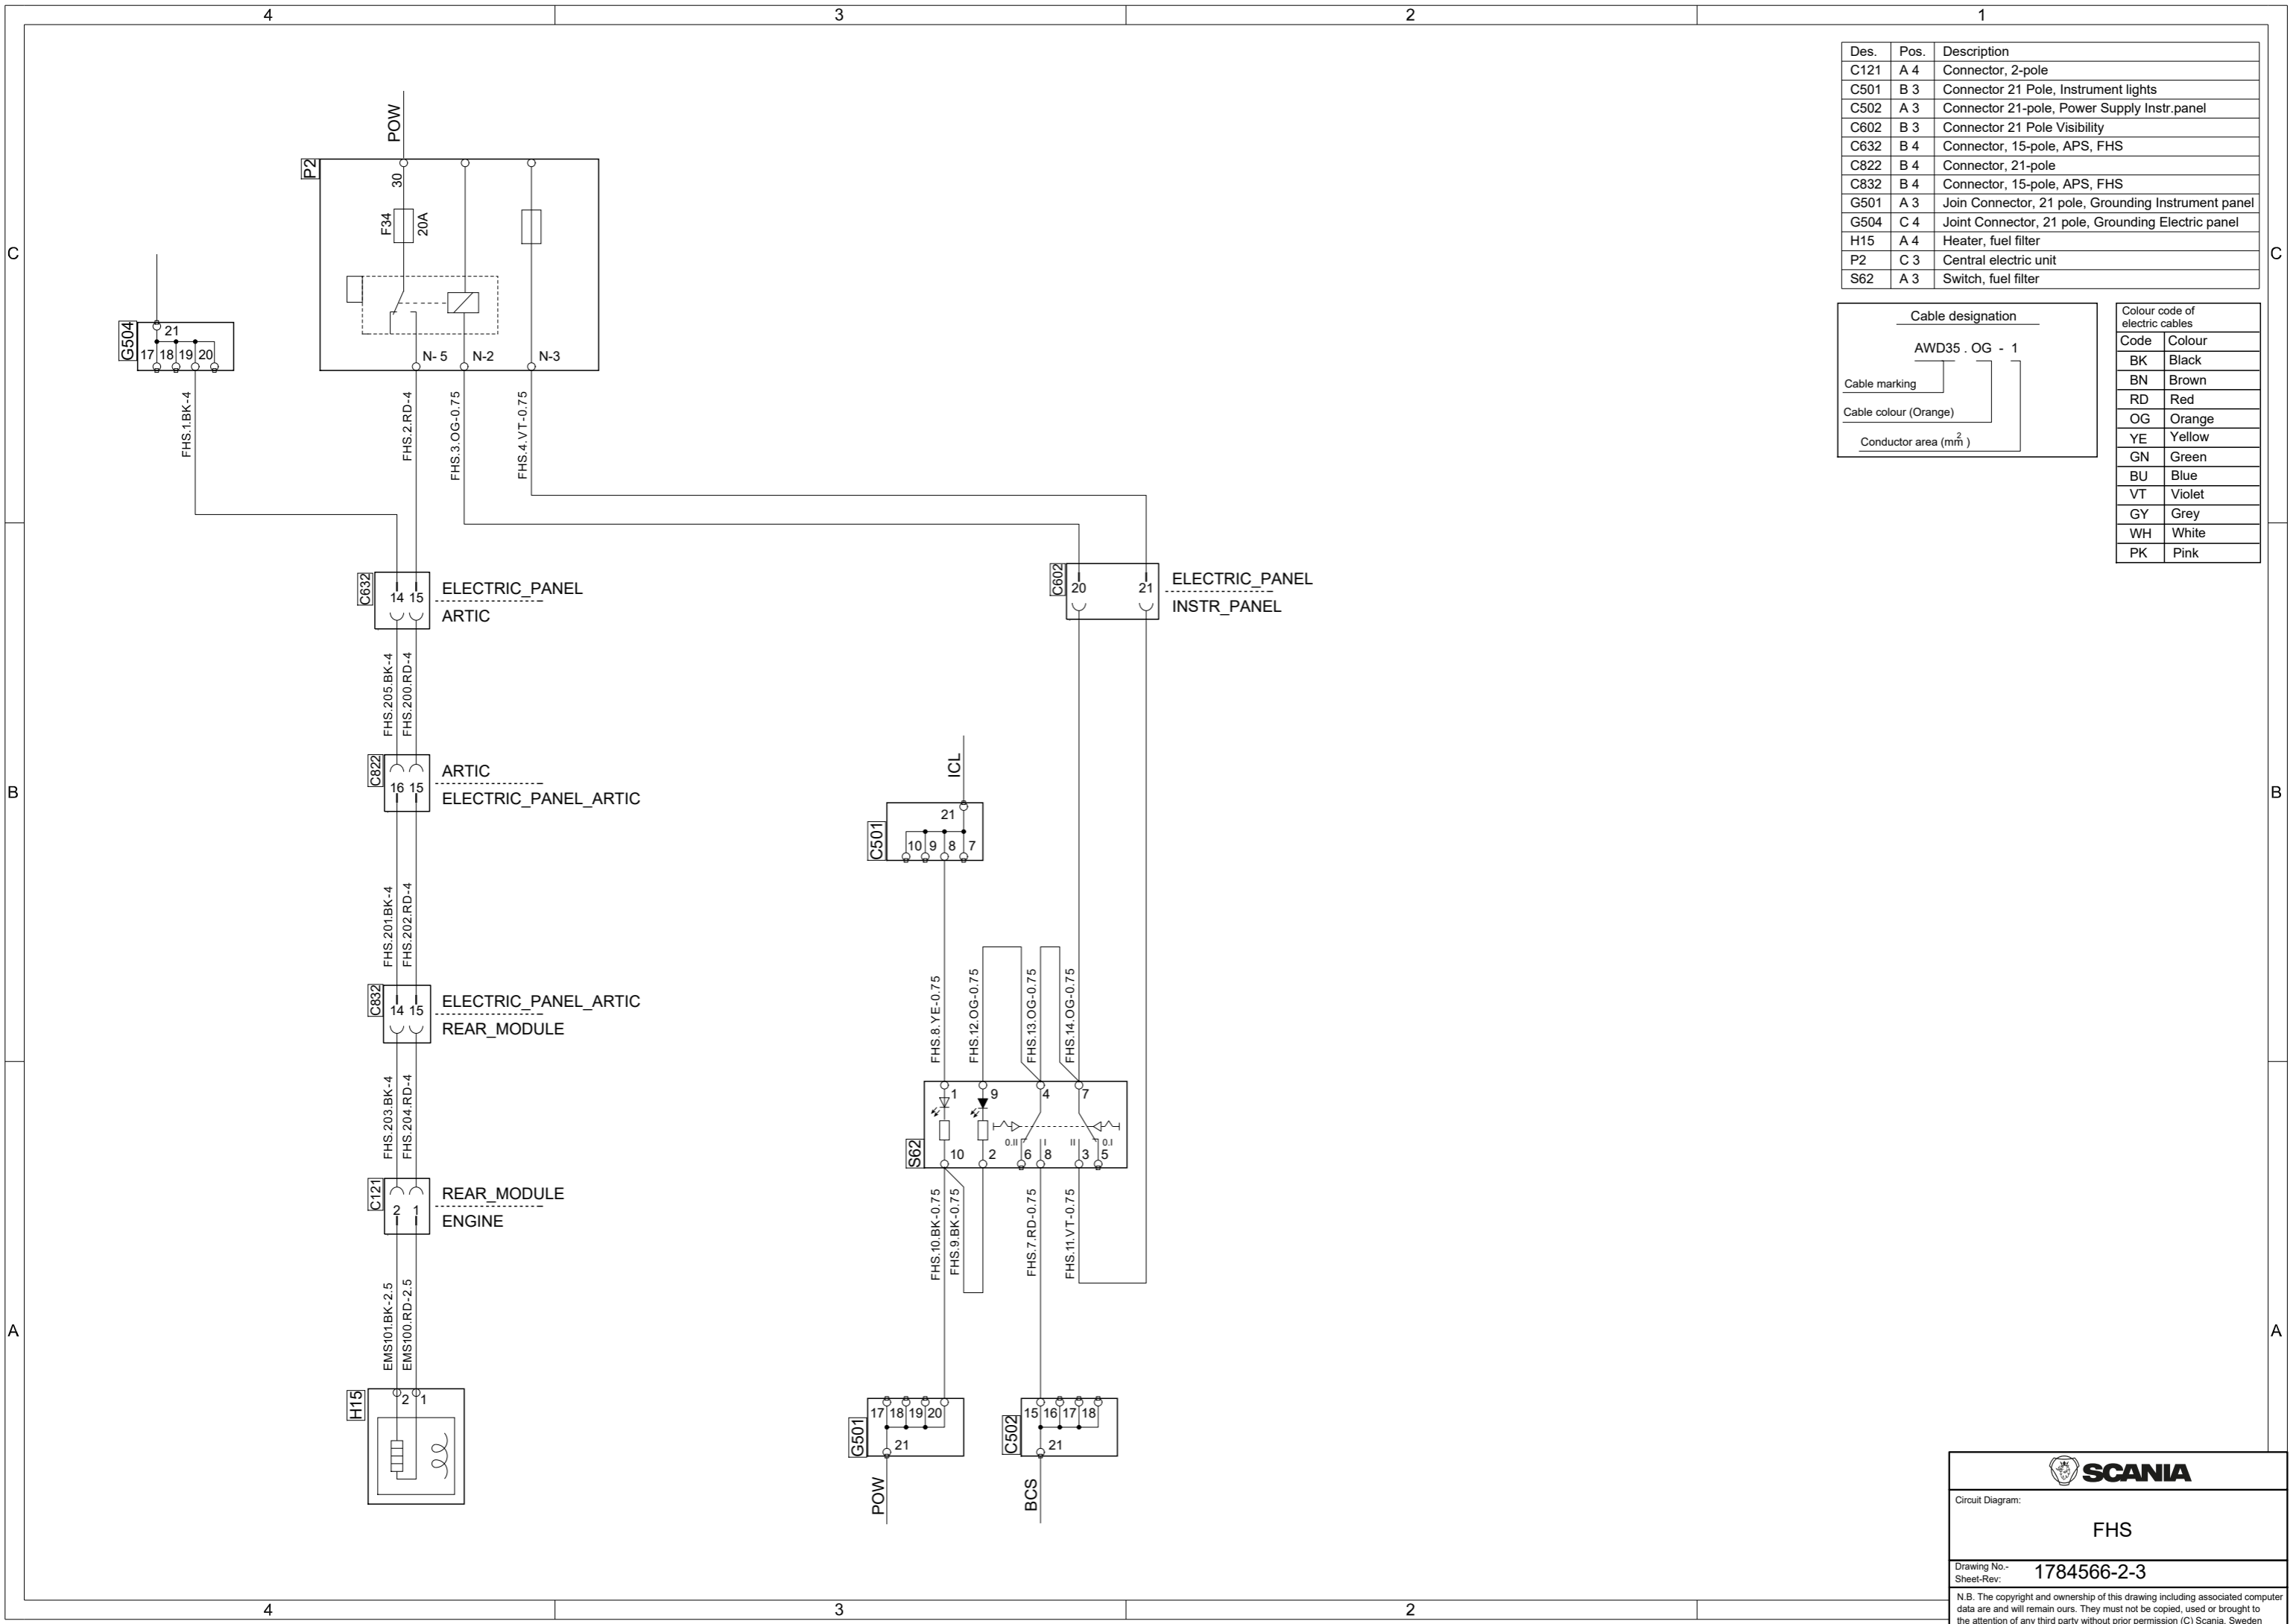 4 3 2 1
Des. Pos. Description
C121 A 4 Connector, 2-pole
C501 B 3 Connector 21 Pole, Instrument lights
C502 A 3 Connector 21-pole, Power Supply Instr.panel
C602 B 3 Connector 21 Pole Visibility
C632 B 4 Connector, 15-pole, APS, FHS
C822 B 4 Connector, 21-pole
C832 B 4 Connector, 15-pole, APS, FHS
G501 A 3 Join Connector, 21 pole, Grounding Instrument panel
G504 C 4 Joint Connector, 21 pole, Grounding Electric panel
H15 A 4 Heater, fuel filter
P2 C 3 Central electric unit
S62 A 3 Switch, fuel filter
Cable designation
AWD35 . OG - 1
Cable marking
Cable colour (Orange)
Conductor area (mm 2 )
Colour code of
electric cables
Code Colour
BK Black
BN Brown
RD Red
OG Orange
YE Yellow
GN Green
BU Blue
VT Violet
GY Grey
WH White
PK Pink
C C
POW
P2
30
F34
20A
N- 5 N-2 N-3
G504
21
17 18 19 20
FHS.1.BK-4
FHS.2.RD-4
FHS.3.OG-0.75
FHS.4.VT-0.75
C632
14 15
ELECTRIC_PANEL
ARTIC
C602
20 21
ELECTRIC_PANEL
INSTR_PANEL
FHS.205.BK-4
FHS.200.RD-4
B B
C822
16 15
ARTIC
ELECTRIC_PANEL_ARTIC
ICL
C501
21
10 9 8 7
FHS.201.BK-4
FHS.202.RD-4
C832
14 15
ELECTRIC_PANEL_ARTIC
REAR_MODULE
FHS.8.YE-0.75
FHS.12.OG-0.75
FHS.13.OG-0.75
FHS.14.OG-0.75
FHS.203.BK-4
FHS.204.RD-4
S62
1 9 4 7
0.II I II 0.I
10 2 6 8 3 5
C121
2 1
REAR_MODULE
ENGINE
FHS.10.BK-0.75
FHS.9.BK-0.75
FHS.7.RD-0.75
FHS.11.VT-0.75
A A
EMS101.BK-2.5
EMS100.RD-2.5
H15
2 1
G501
17 18 19 20
21
POW
C502
15 16 17 18
21
BCS
SCANIA
Circuit Diagram:
FHS
Drawing No.-
Sheet-Rev:
1784566-2-3
N.B. The copyright and ownership of this drawing including associated computer
data are and will remain ours. They must not be copied, used or brought to
the attention of any third party without prior permission (C) Scania, Sweden
4 3 2